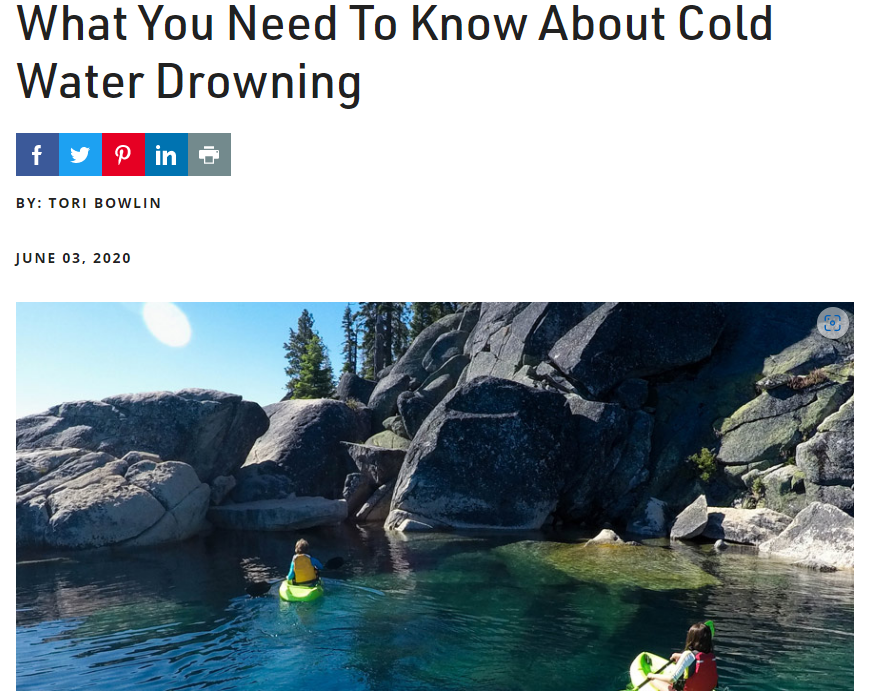 What You Need To Know About Cold
Water Drowning
BY: TORI BOWLIN
JUNE 03, 2020